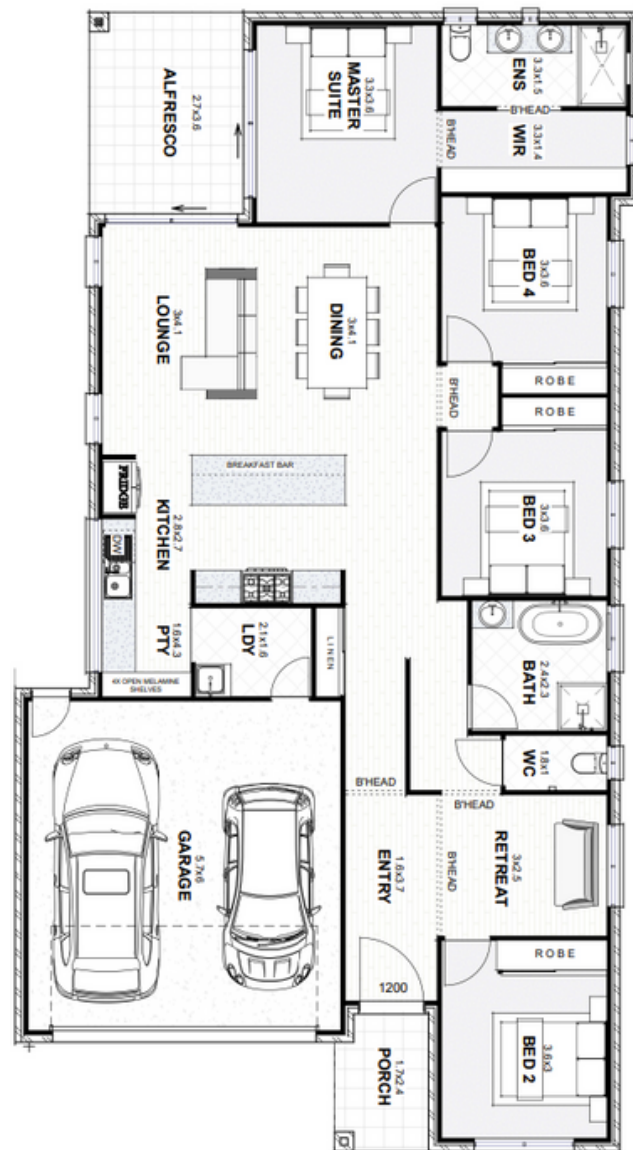 ALFRESCO
2.7x3.6
MASTER
SUITE
3.3x3.6
ENS
3.3x1.5
B'HEAD
WIR
3.3x1.4
B'HEAD
BED 4
3x3.6
ROBE
B'HEAD
ROBE
BED 3
3x3.6
LOUNGE
3x4.1
DINING
3x4.1
BREAKFAST BAR
FRIDGE
KITCHEN
2.8x2.7
DW
PTY
1.6x4.3
4X OPEN MELAMINE
SHELVES
LDY
2.1x1.6
LINEN
BATH
2.4x2.3
WC
1.8x1
B'HEAD
B'HEAD
B'HEAD
RETREAT
3x2.5
ENTRY
1.6x3.7
GARAGE
5.7x6
1200
ROBE
BED 2
3.6x3
PORCH
1.7x2.4